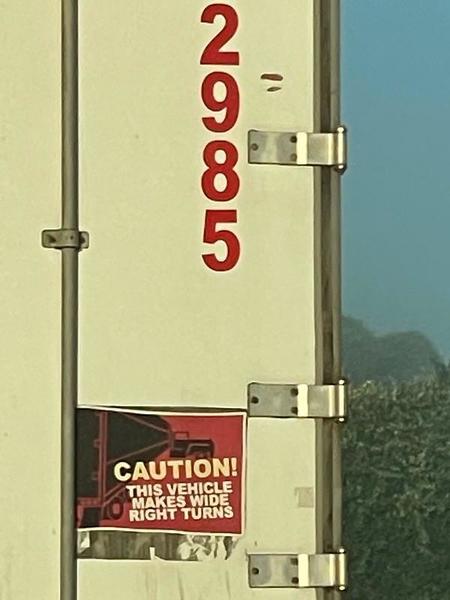 2
9
8
5
CAUTION!
THIS VEHICLE
MAKES WIDE
RIGHT TURNS